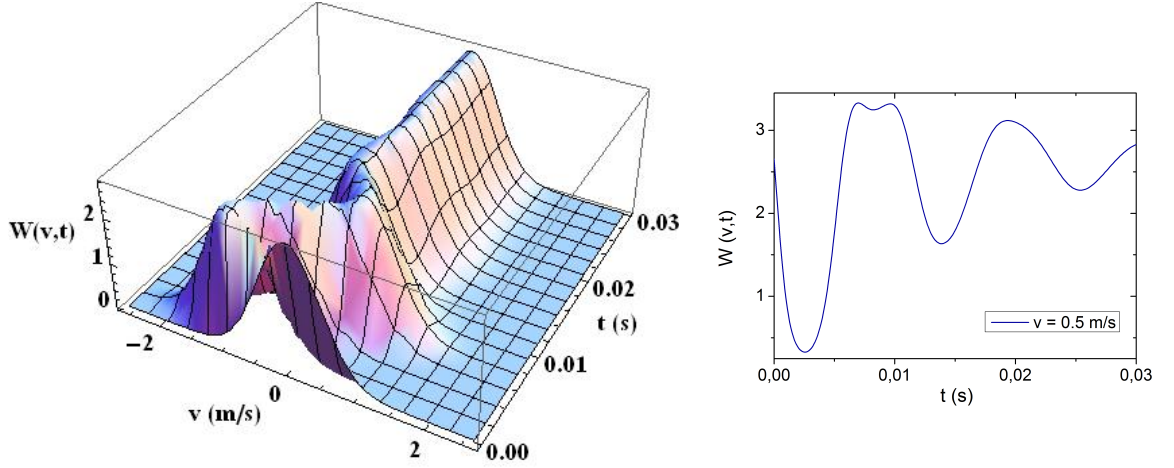 W(v,t)
2
1
0
−2
0
2
v (m/s)
0.00
0.01
0.02
0.03
t (s)
W (v,t)
3
2
1
0,00
0,01
0,02
0,03
t (s)
v = 0.5 m/s